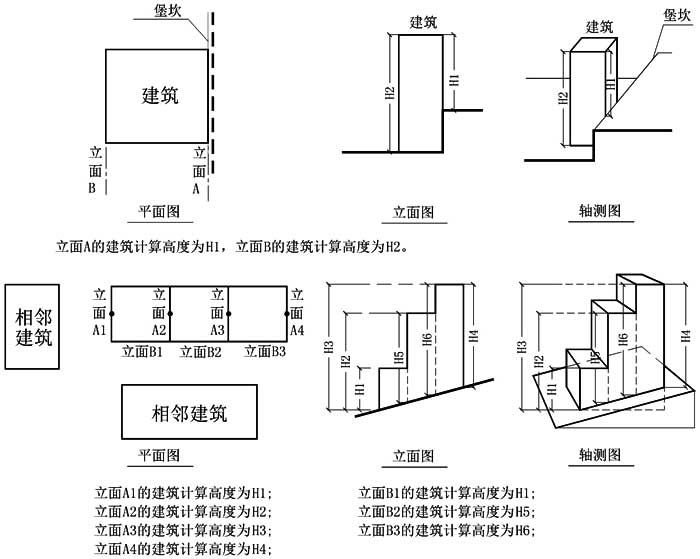 堡坎
建筑
立面B
立面A
平面图
建筑
H2
H1
立面图
建筑
堡坎
H2
H1
轴测图
立面A的建筑计算高度为H1，立面B的建筑计算高度为H2。
相邻
建筑
立面A1
立面A2
立面A3
立面A4
立面B1
立面B2
立面B3
相邻建筑
平面图
H3
H2
H1
H5
H6
H4
立面图
H3
H2
H1
H5
H6
H4
轴测图
立面A1的建筑计算高度为H1;
立面A2的建筑计算高度为H2;
立面A3的建筑计算高度为H3;
立面A4的建筑计算高度为H4;
立面B1的建筑计算高度为H1;
立面B2的建筑计算高度为H5;
立面B3的建筑计算高度为H6;